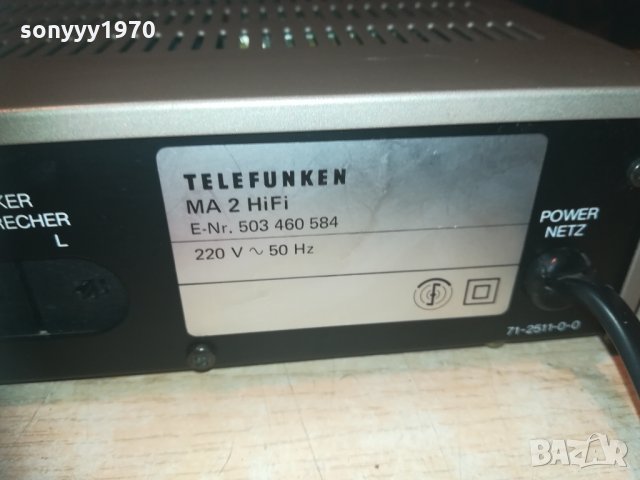 sonyyy1970
TELEFUNKEN
MA 2 HiFi
E-Nr. 503 460 584
220 V ~ 50 Hz
KER
RECHER
L
POWER
NETZ
71-2511-0-0
BAZAR